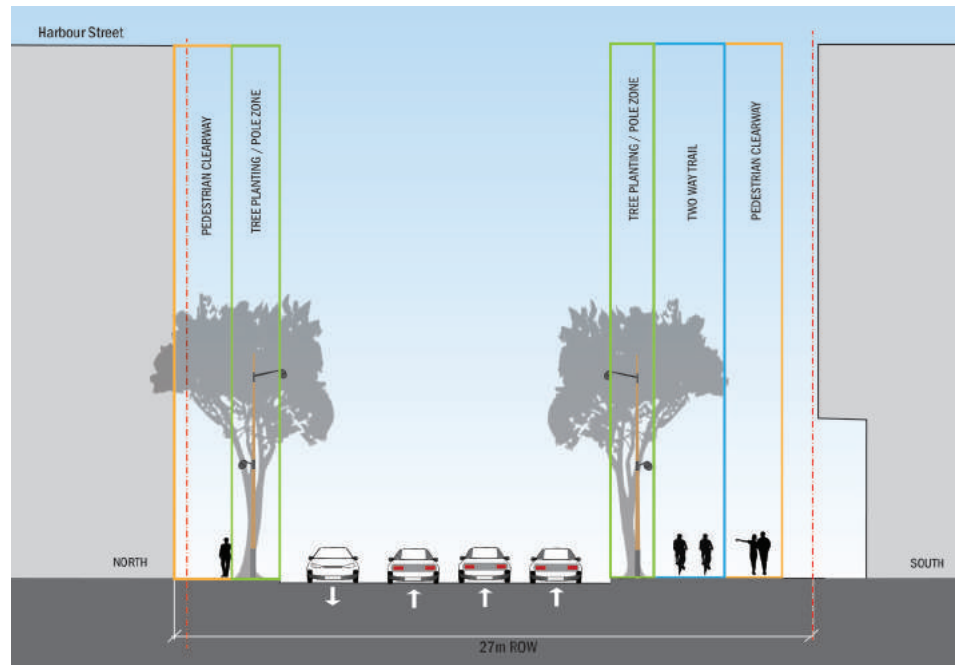 Harbour Street
PEDESTRIAN CLEARWAY
TREE PLANTING / POLE ZONE
TREE PLANTING / POLE ZONE
TWO WAY TRAIL
PEDESTRIAN CLEARWAY
NORTH
SOUTH
27m ROW